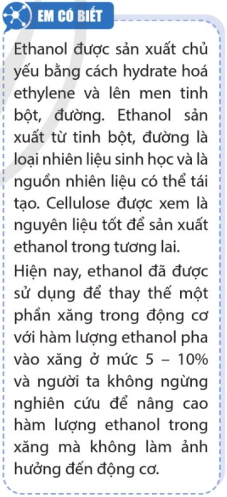 EM CÓ BIẾT
Ethanol được sản xuất chủ
yếu bằng cách hydrate hoá
ethylene và lên men tinh
bột, đường. Ethanol sản
xuất từ tinh bột, đường là
loại nhiên liệu sinh học và là
nguồn nhiên liệu có thể tái
tạo. Cellulose được xem là
nguyên liệu tốt để sản xuất
ethanol trong tương lai.
Hiện nay, ethanol đã được
sử dụng để thay thế một
phần xăng trong động cơ
với hàm lượng ethanol pha
vào xăng ở mức 5 – 10%
và người ta không ngừng
nghiên cứu để nâng cao
hàm lượng ethanol trong
xăng mà không làm ảnh
hưởng đến động cơ.